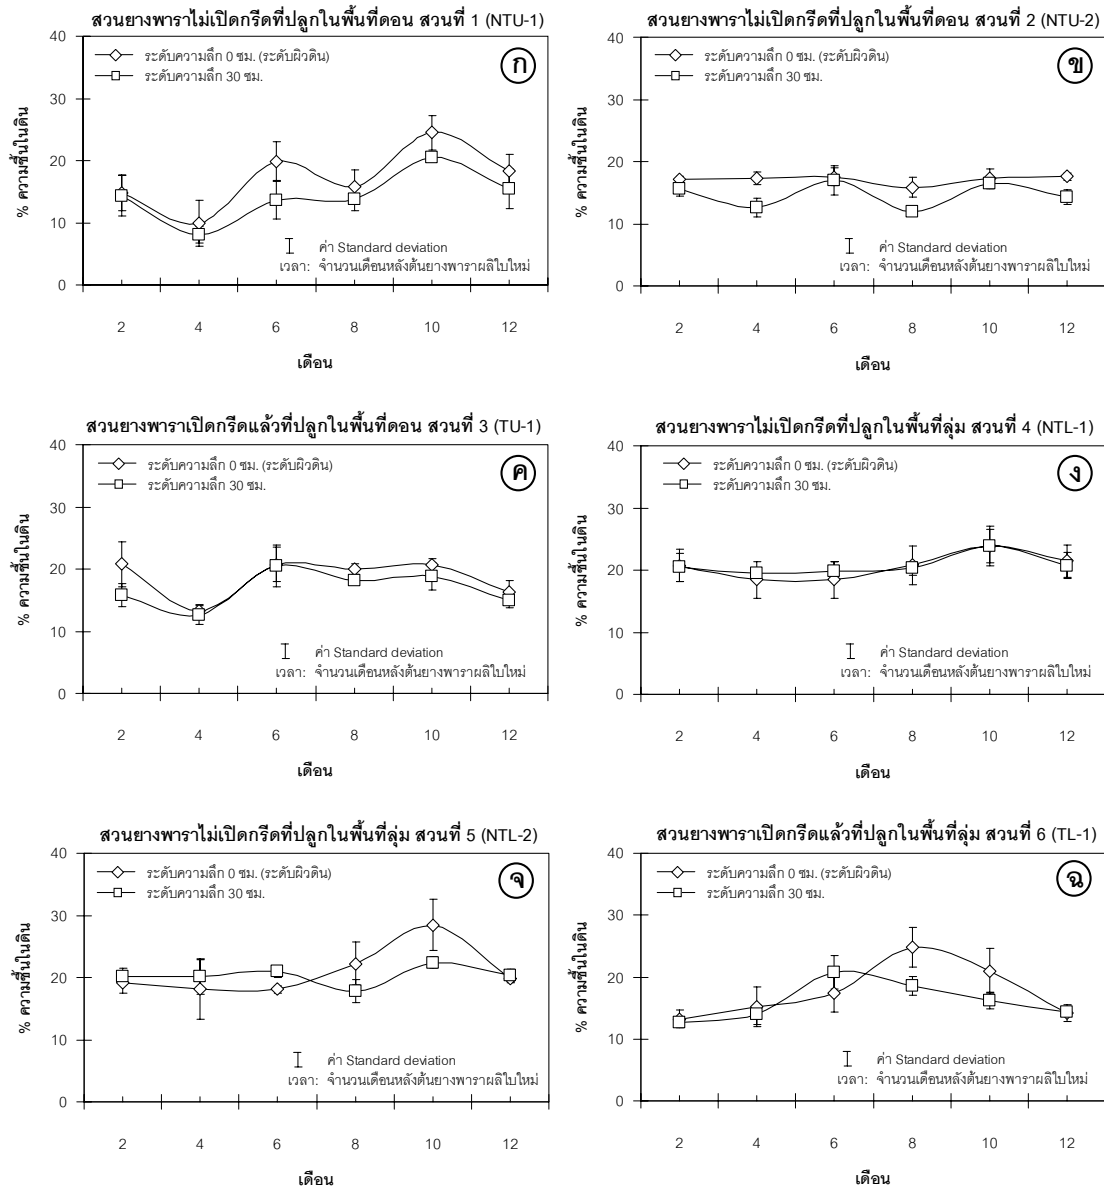 สวนยางพาราไม่เปิดกรีดที่ปลูกในพื้นที่ดอน สวนที่ 1 (NTU-1)
40
30
20
10
0
% ความชื้นในดิน
ระดับความลึก 0 ซม. (ระดับผิวดิน)
ระดับความลึก 30 ซม.
ก
ค่า Standard deviation
เวลา: จำนวนเดือนหลังต้นยางพาราผลิใบใหม่
2 4 6 8 10 12
เดือน
สวนยางพาราไม่เปิดกรีดที่ปลูกในพื้นที่ดอน สวนที่ 2 (NTU-2)
40
30
20
10
0
% ความชื้นในดิน
ระดับความลึก 0 ซม. (ระดับผิวดิน)
ระดับความลึก 30 ซม.
ข
ค่า Standard deviation
เวลา: จำนวนเดือนหลังต้นยางพาราผลิใบใหม่
2 4 6 8 10 12
เดือน
สวนยางพาราเปิดกรีดแล้วที่ปลูกในพื้นที่ดอน สวนที่ 3 (TU-1)
40
30
20
10
0
% ความชื้นในดิน
ระดับความลึก 0 ซม. (ระดับผิวดิน)
ระดับความลึก 30 ซม.
ค
ค่า Standard deviation
เวลา: จำนวนเดือนหลังต้นยางพาราผลิใบใหม่
2 4 6 8 10 12
เดือน
สวนยางพาราไม่เปิดกรีดที่ปลูกในพื้นที่ลุ่ม สวนที่ 4 (NTL-1)
40
30
20
10
0
% ความชื้นในดิน
ระดับความลึก 0 ซม. (ระดับผิวดิน)
ระดับความลึก 30 ซม.
ง
ค่า Standard deviation
เวลา: จำนวนเดือนหลังต้นยางพาราผลิใบใหม่
2 4 6 8 10 12
เดือน
สวนยางพาราไม่เปิดกรีดที่ปลูกในพื้นที่ลุ่ม สวนที่ 5 (NTL-2)
40
30
20
10
0
% ความชื้นในดิน
ระดับความลึก 0 ซม. (ระดับผิวดิน)
ระดับความลึก 30 ซม.
จ
ค่า Standard deviation
เวลา: จำนวนเดือนหลังต้นยางพาราผลิใบใหม่
2 4 6 8 10 12
เดือน
สวนยางพาราเปิดกรีดแล้วที่ปลูกในพื้นที่ลุ่ม สวนที่ 6 (TL-1)
40
30
20
10
0
% ความชื้นในดิน
ระดับความลึก 0 ซม. (ระดับผิวดิน)
ระดับความลึก 30 ซม.
ฉ
ค่า Standard deviation
เวลา: จำนวนเดือนหลังต้นยางพาราผลิใบใหม่
2 4 6 8 10 12
เดือน